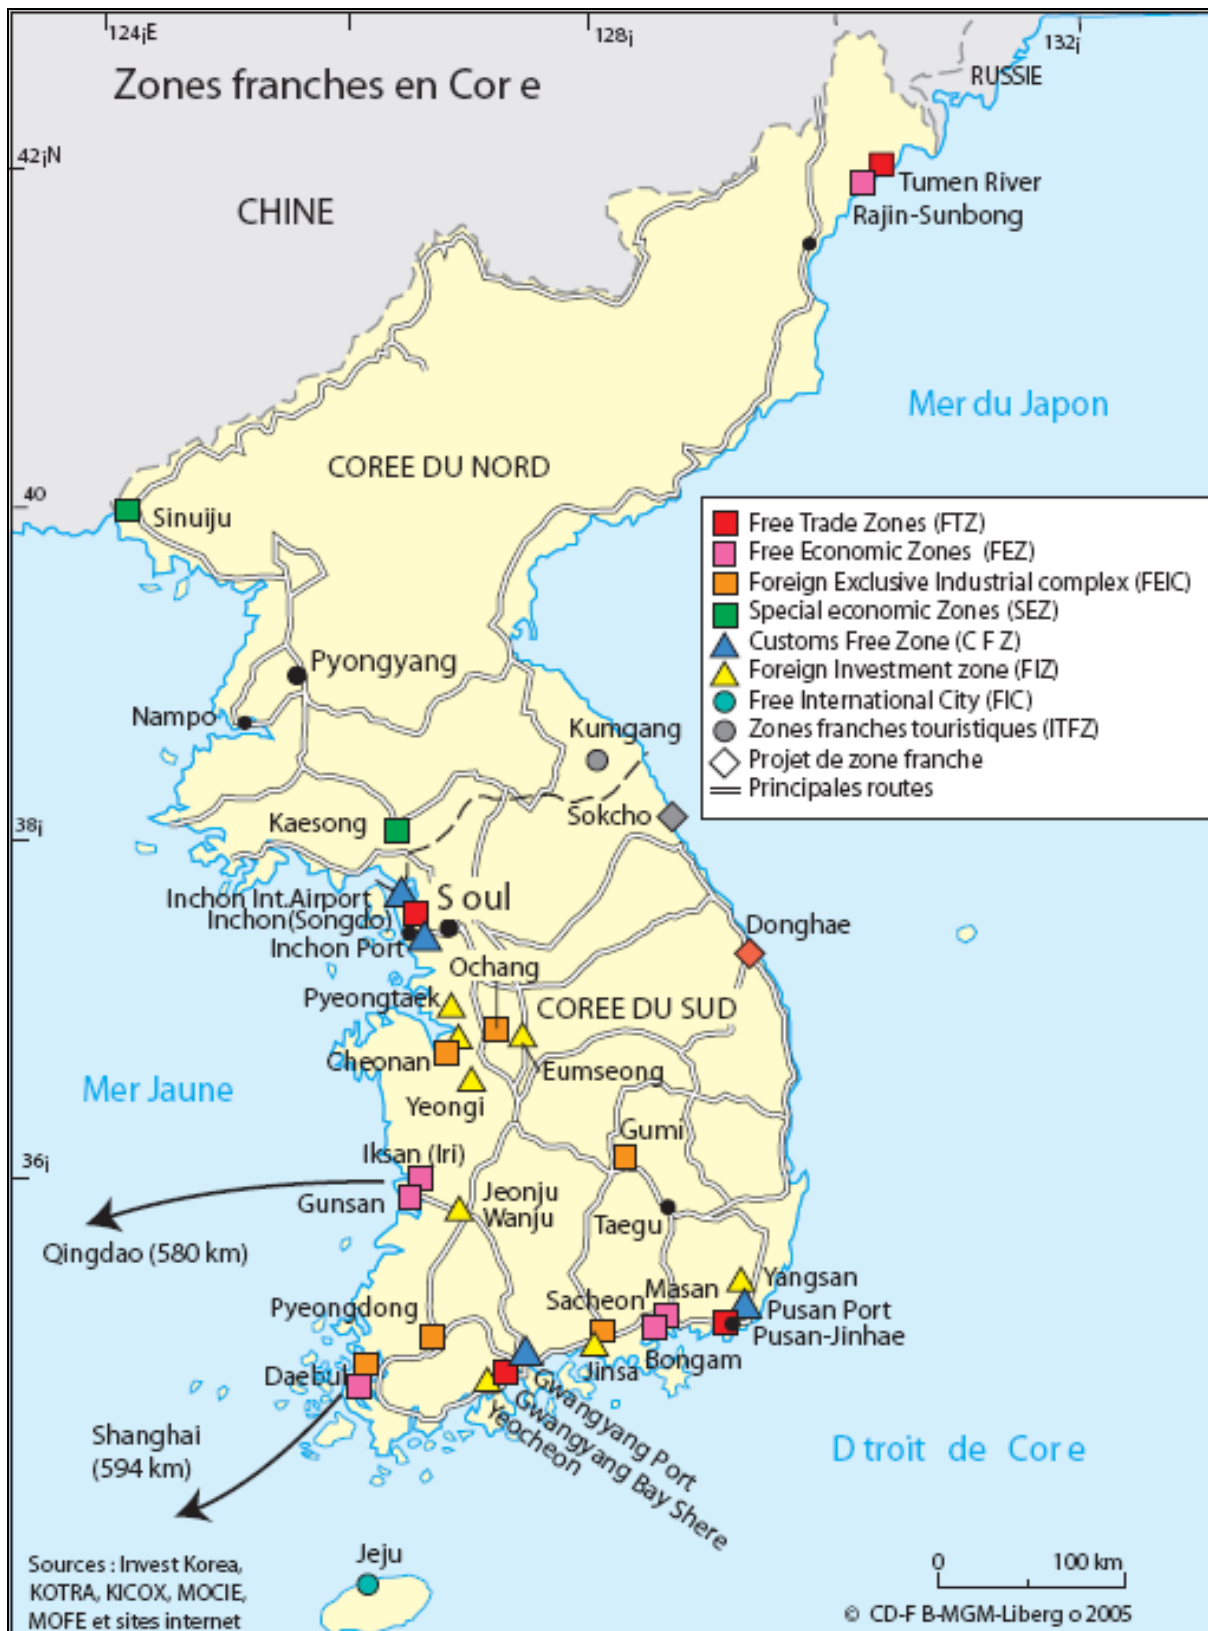 124¡E
128¡
132¡
Zones franches en Cor e
RUSSIE
42¡N
Tumen River
CHINE
Rajin-Sunbong
Mer du Japon
COREE DU NORD
40
Sinuiju
Free Trade Zones (FTZ)
Free Economic Zones (FEZ)
Foreign Exclusive Industrial complex (FEIC)
Special economic Zones (SEZ)
Customs Free Zone (C F Z)
Foreign Investment zone (FIZ)
Free International City (FIC)
Zones franches touristiques (ITFZ)
Projet de zone franche
Principales routes
Pyongyang
Nampo
Kumgang
Sokcho
Kaesong
38¡
Inchon Int.Airport
S oul
Inchon(Songdo)
Inchon Port
Donghae
Ochang
Pyeongtaek
COREE DU SUD
Cheonan
Eumseong
Mer Jaune
Yeongi
Gumi
Iksan (Iri)
36¡
Gunsan
Jeonju
Wanju
Taegu
Qingdao (580 km)
Yangsan
Masan
Sacheon
Pyeongdong
Pusan Port
Pusan-Jinhae
Bongam
Jinsa
Daebul
Gwangyang Port
Gwangyang Bay Shere
Yeocheon
Shanghai
(594 km)
D troit de Cor e
Jeju
Sources : Invest Korea,
KOTRA, KICOX, MOCIE,
MOFE et sites internet
0 100 km
© CD-F B-MGM-Liberg o 2005